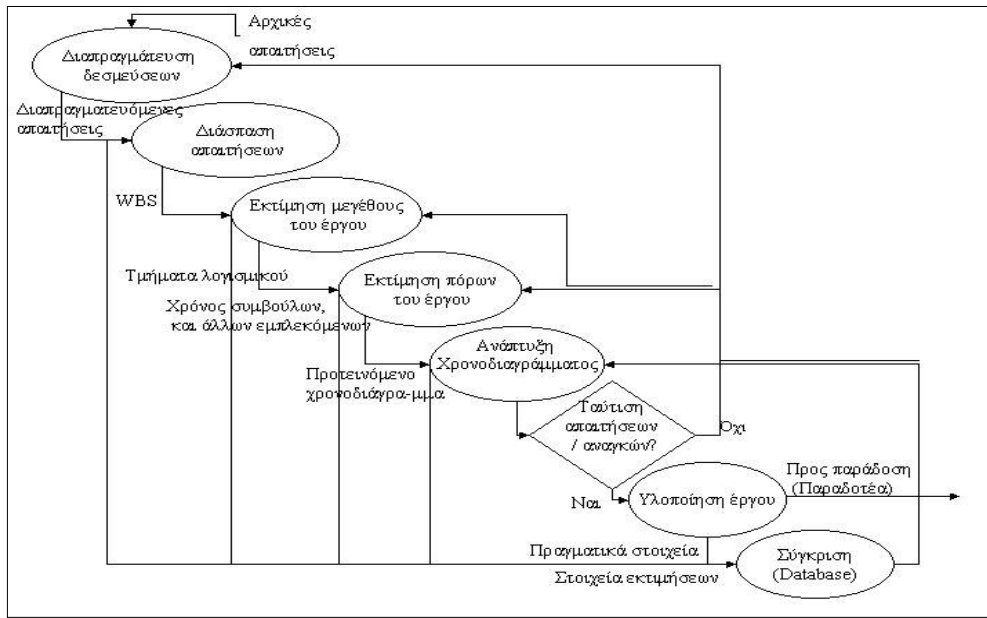 Αρχικές
απαιτήσεις
Διαπραγμάτευση
δεσμεύσεων
Διαπραγματευόμενες
απαιτήσεις
Διάσπαση
απαιτήσεων
WBS
Εκτίμηση μεγέθους
του έργου
Τμήματα λογισμικού
Εκτίμηση πόρων
του έργου
Χρόνος συμβούλων,
και άλλων εμπλεκόμενων
Ανάπτυξη
Χρονοδιαγράμματος
Προτεινόμενο
χρονοδιάγρα-μμα
Ταύτιση
απαιτήσεων
/ αναγκών?
Όχι
Ναι
Υλοποίηση έργου
Προς παράδοση
(Παραδοτέα)
Πραγματικά στοιχεία
Στοιχεία εκτιμήσεων
Σύγκριση
(Database)